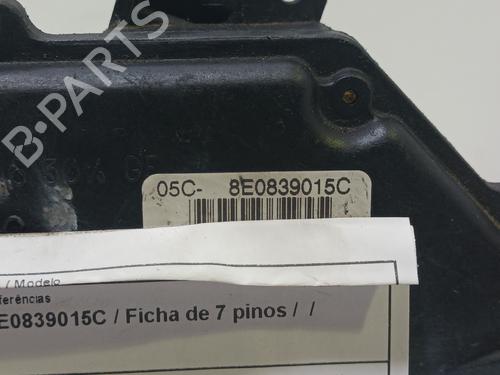 B-PARTS
05C- 8E0839015C
/ Modelo
ferências
E0839015C / Ficha de 7 pinos / /